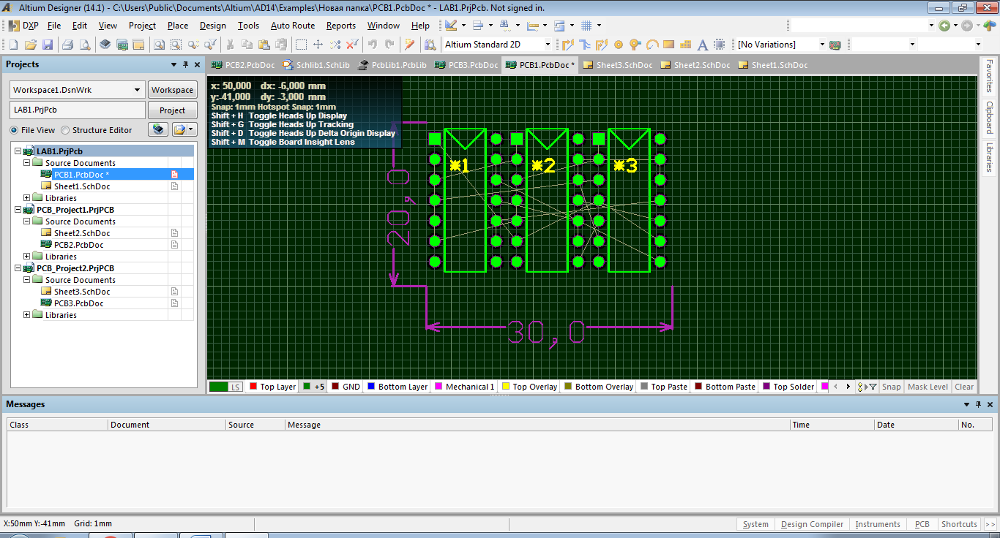 Altium Designer (14.1) - C:\Users\Public\Documents\Altium\AD14\Examples\Новая папка\PCB1.PcbDoc * - LAB1.PrjPcb. Not signed in.
DXP File Edit View Project Place Design Tools Auto Route Reports Window Help
Altium Standard 2D [No Variations]
Projects
PCB2.PcbDoc Schlib1.SchLib PcbLib1.PcbLib PCB3.PcbDoc PCB1.PcbDoc * Sheet3.SchDoc Sheet2.SchDoc Sheet1.SchDoc
Workspace1.DsnWrk Workspace
LAB1.PrjPcb Project
File View Structure Editor
LAB1.PrjPcb
Source Documents
PCB1.PcbDoc *
Sheet1.SchDoc
Libraries
PCB_Project1.PrjPCB
Source Documents
Sheet2.SchDoc
PCB2.PcbDoc
Libraries
PCB_Project2.PrjPCB
Source Documents
Sheet3.SchDoc
PCB3.PcbDoc
Libraries
x: 50,000 dx: -6,000 mm
y:-41,000 dy: -3,000 mm
Snap: 1mm Hotspot Snap: 1mm
Shift + H Toggle Heads Up Display
Shift + G Toggle Heads Up Tracking
Shift + D Toggle Heads Up Delta Origin Display
Shift + M Toggle Board Insight Lens
*1 *2 *3
20,0
30,0
Favorites
Clipboard
Libraries
LS Top Layer +5 GND Bottom Layer Mechanical 1 Top Overlay Bottom Overlay Top Paste Bottom Paste Top Solder Snap Mask Level Clear
Messages
Class Document Source Message Time Date No.
X:50mm Y:-41mm Grid: 1mm
System Design Compiler Instruments PCB Shortcuts >>